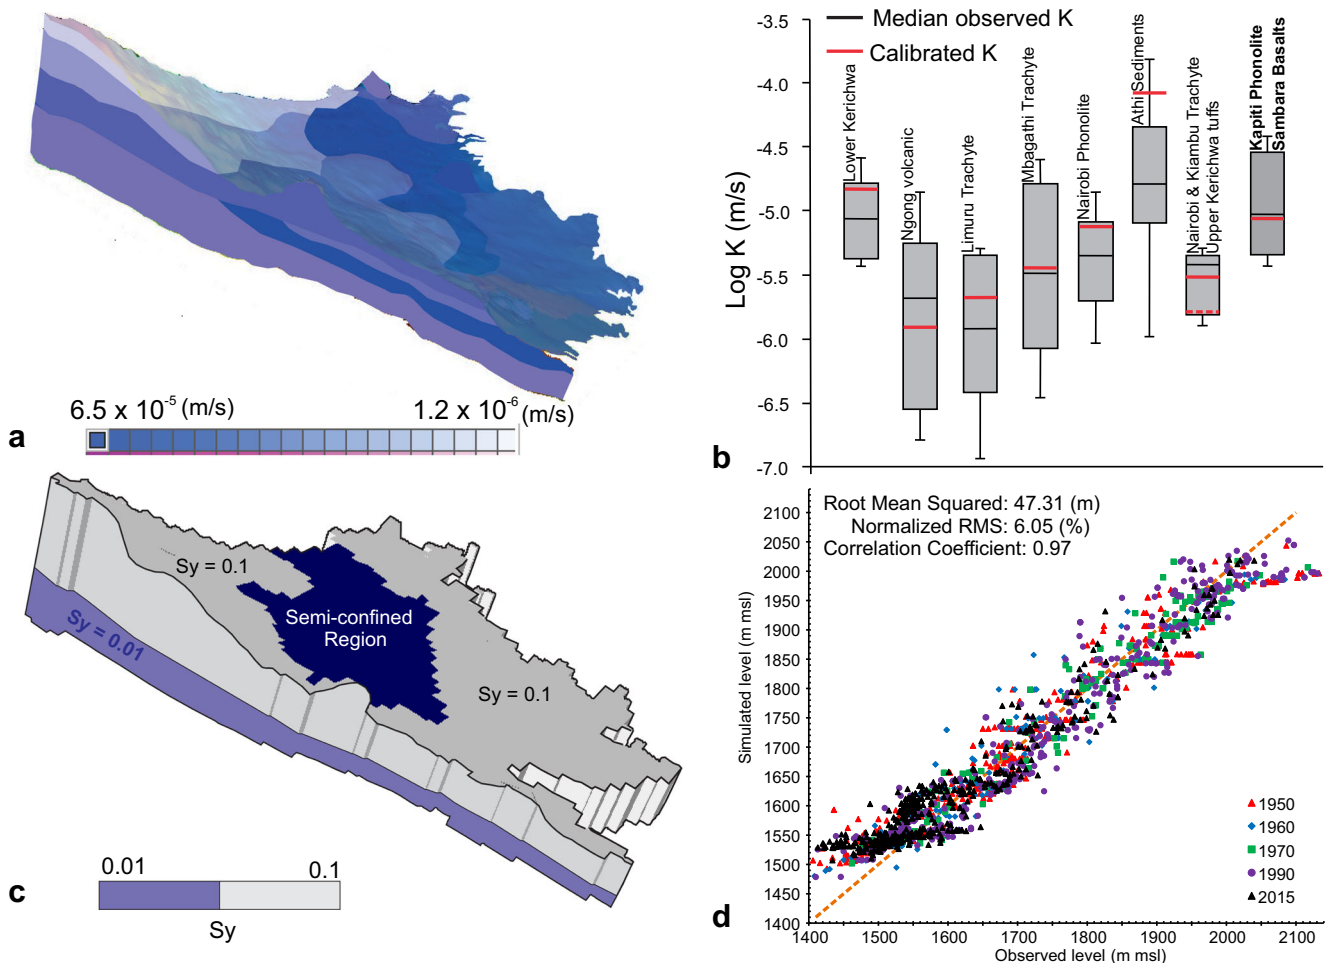 a
6.5 x 10-5 (m/s)
1.2 x 10-6 (m/s)
b
Median observed K
Calibrated K
Log K (m/s)
-3.5
-4.0
-4.5
-5.0
-5.5
-6.0
-6.5
-7.0
Lower Kerichwa
Ngong volcanic
Limuru Trachyte
Mbagathi Trachyte
Nairobi Phonolite
Athi Sediments
Nairobi & Kiambu Trachyte
Upper Kerichwa tuffs
Kapiti Phonolite
Sambara Basalts
c
Sy = 0.1
Semi-confined
Region
Sy = 0.01
Sy = 0.1
0.01
0.1
Sy
d
Root Mean Squared: 47.31 (m)
Normalized RMS: 6.05 (%)
Correlation Coefficient: 0.97
Simulated level (m msl)
2100
2050
2000
1950
1900
1850
1800
1750
1700
1650
1600
1550
1500
1450
1400
1950
1960
1970
1990
2015
1400 1500 1600 1700 1800 1900 2000 2100
Observed level (m msl)